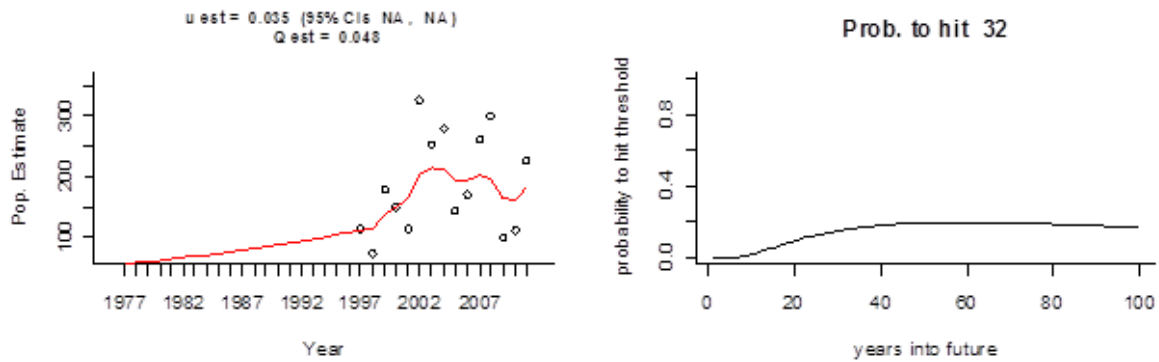 u est = 0.035 (95% CIs NA, NA)
Q est = 0.048
Pop. Estimate
300
200
100
1977 1982 1987 1992 1997 2002 2007
Year
Prob. to hit 32
probability to hit threshold
0.8
0.4
0.0
0 20 40 60 80 100
years into future